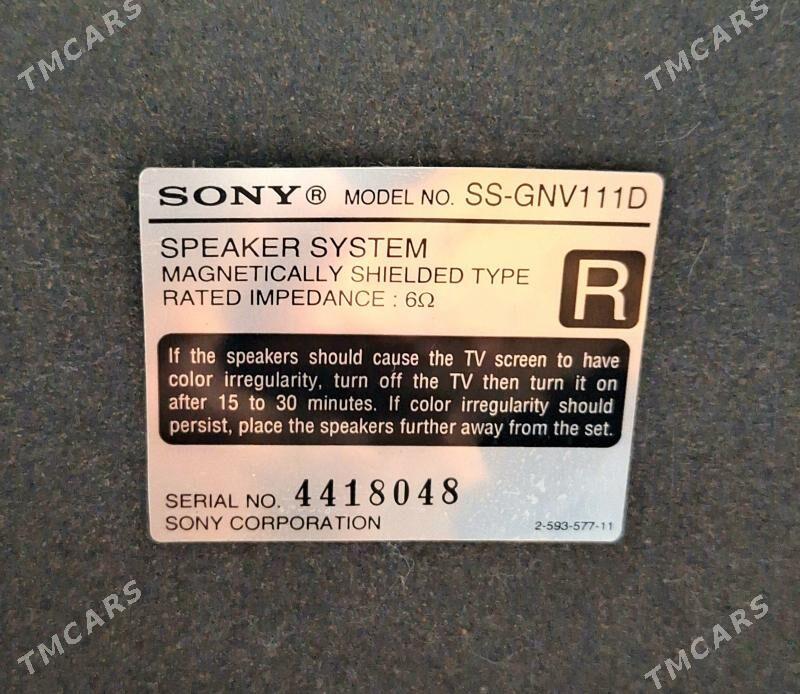 TMCARS
TMCARS
SONY® MODEL NO. SS-GNV111D
SPEAKER SYSTEM
MAGNETICALLY SHIELDED TYPE
RATED IMPEDANCE : 6Ω
R
If the speakers should cause the TV screen to have
color irregularity, turn off the TV then turn it on
after 15 to 30 minutes. If color irregularity should
persist, place the speakers further away from the set.
SERIAL NO. 4418048
SONY CORPORATION
2-593-577-11
TMCARS
TMCARS